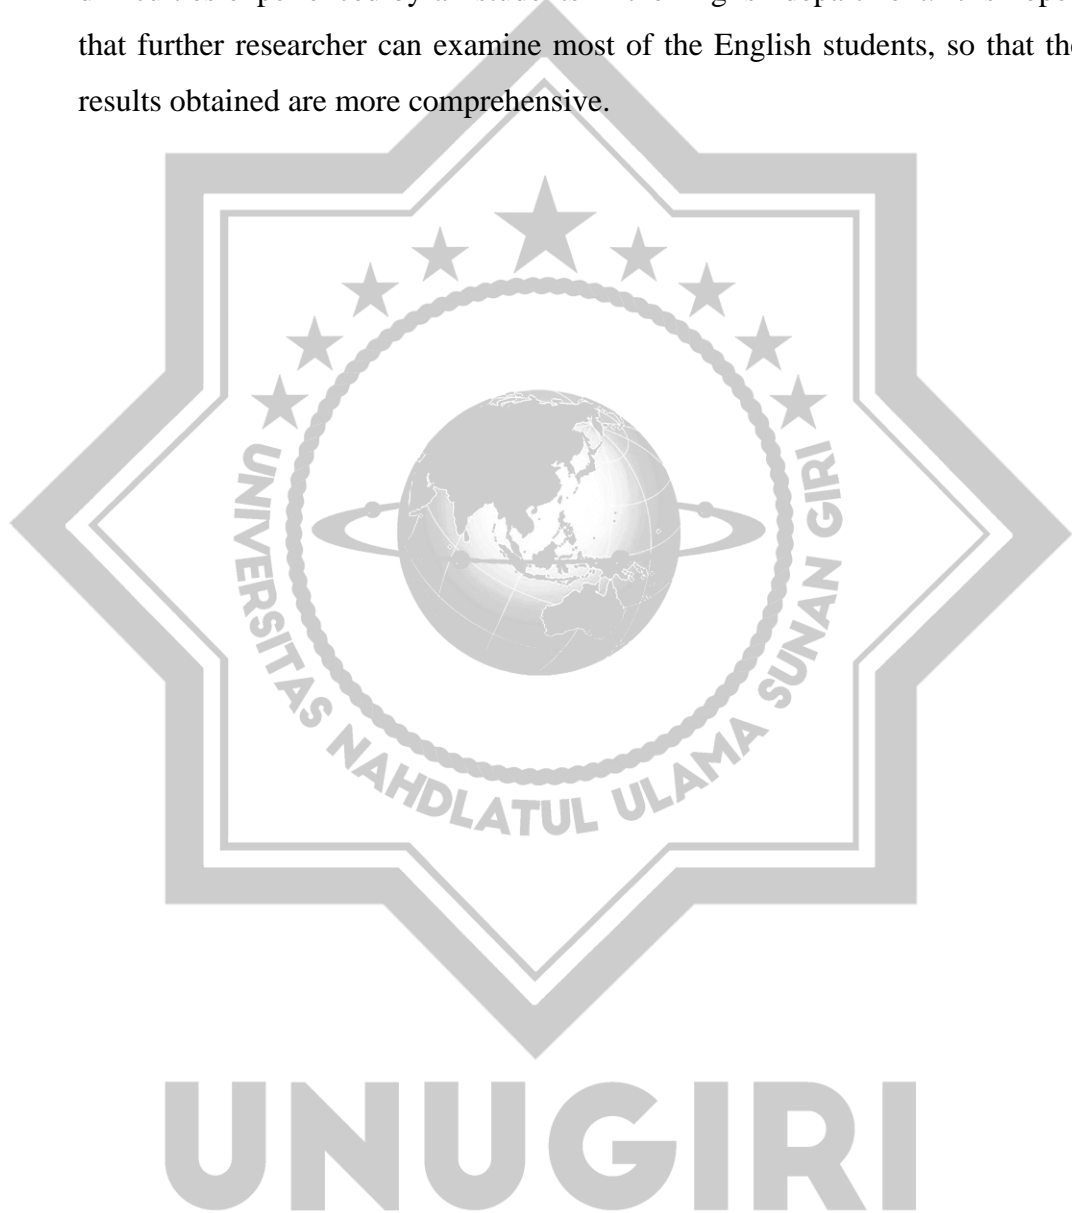 that further researcher can examine most of the English students, so that the
results obtained are more comprehensive.
UNIVERSITAS NAHDLATUL ULAMA SUNAN GIRI
UNUGIRI